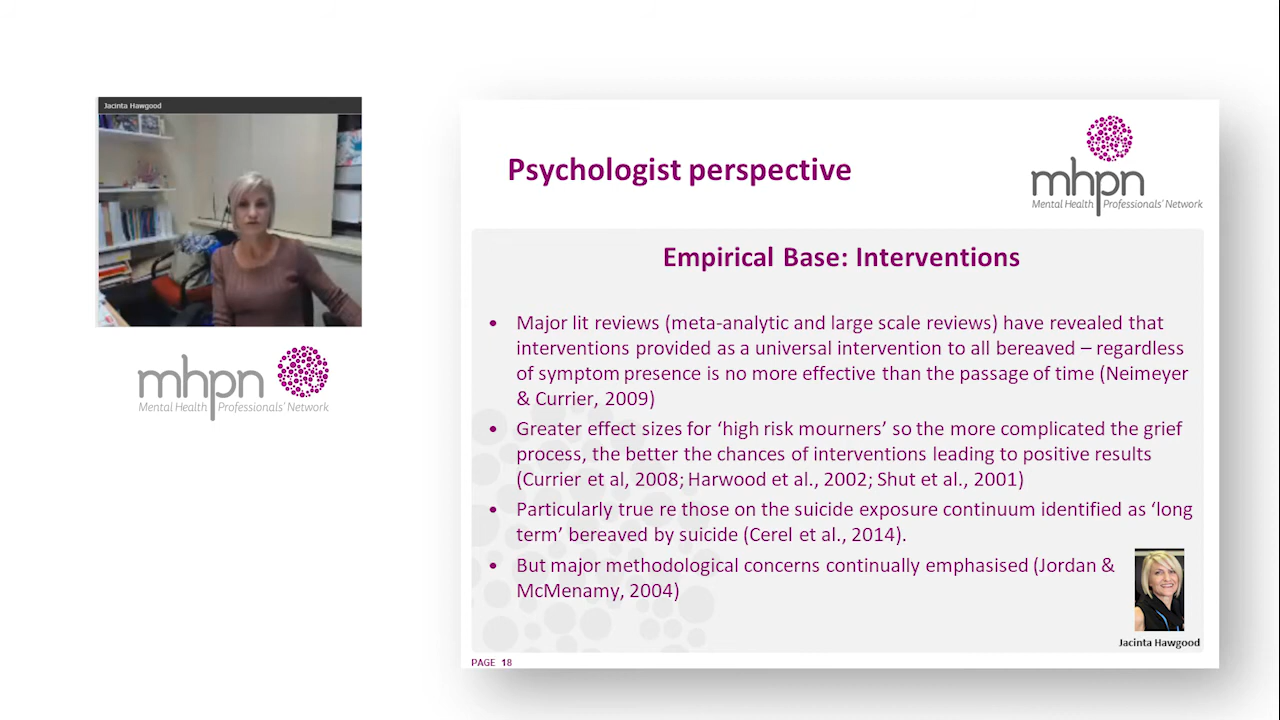 Jacinta Hawgood
mhpn
Mental Health Professionals' Network
Psychologist perspective
mhpn
Mental Health Professionals' Network
Empirical Base: Interventions
• Major lit reviews (meta-analytic and large scale reviews) have revealed that
interventions provided as a universal intervention to all bereaved – regardless
of symptom presence is no more effective than the passage of time (Neimeyer
& Currier, 2009)
• Greater effect sizes for ‘high risk mourners’ so the more complicated the grief
process, the better the chances of interventions leading to positive results
(Currier et al, 2008; Harwood et al., 2002; Shut et al., 2001)
• Particularly true re those on the suicide exposure continuum identified as ‘long
term’ bereaved by suicide (Cerel et al., 2014).
• But major methodological concerns continually emphasised (Jordan &
McMenamy, 2004)
Jacinta Hawgood
PAGE 18